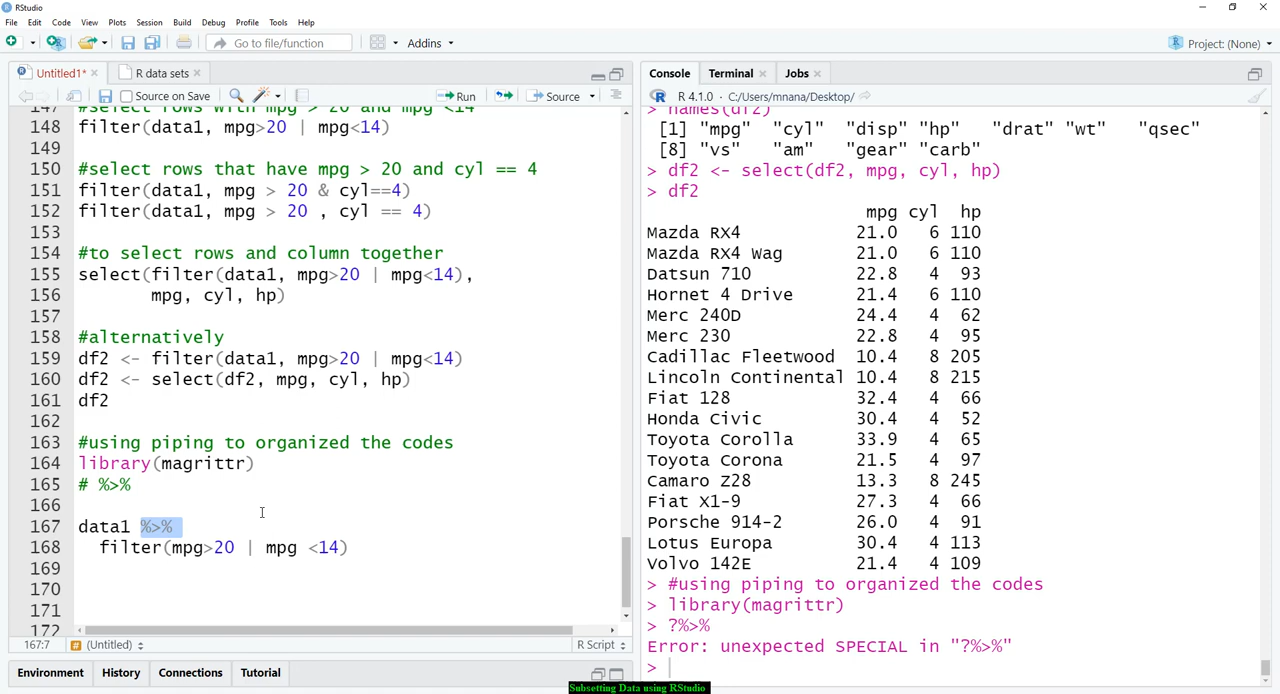 RStudio
File Edit Code View Plots Session Build Debug Profile Tools Help
Go to file/function Addins Project: (None)
Untitled1* R data sets
Source on Save Run Source
147 #select rows with mpg > 20 and mpg <14
148 filter(data1, mpg>20 | mpg<14)
149
150 #select rows that have mpg > 20 and cyl == 4
151 filter(data1, mpg > 20 & cyl==4)
152 filter(data1, mpg > 20 , cyl == 4)
153
154 #to select rows and column together
155 select(filter(data1, mpg>20 | mpg<14),
156 mpg, cyl, hp)
157
158 #alternatively
159 df2 <- filter(data1, mpg>20 | mpg<14)
160 df2 <- select(df2, mpg, cyl, hp)
161 df2
162
163 #using piping to organized the codes
164 library(magrittr)
165 # %>%
166
167 data1 %>%
168 filter(mpg>20 | mpg <14)
169
170
171
172
167:7 (Untitled) R Script
Environment History Connections Tutorial
Console Terminal Jobs
R 4.1.0 · C:/Users/mnana/Desktop/
> names(df2)
[1] "mpg" "cyl" "disp" "hp" "drat" "wt" "qsec"
[8] "vs" "am" "gear" "carb"
> df2 <- select(df2, mpg, cyl, hp)
> df2
mpg cyl hp
Mazda RX4 21.0 6 110
Mazda RX4 Wag 21.0 6 110
Datsun 710 22.8 4 93
Hornet 4 Drive 21.4 6 110
Merc 240D 24.4 4 62
Merc 230 22.8 4 95
Cadillac Fleetwood 10.4 8 205
Lincoln Continental 10.4 8 215
Fiat 128 32.4 4 66
Honda Civic 30.4 4 52
Toyota Corolla 33.9 4 65
Toyota Corona 21.5 4 97
Camaro Z28 13.3 8 245
Fiat X1-9 27.3 4 66
Porsche 914-2 26.0 4 91
Lotus Europa 30.4 4 113
Volvo 142E 21.4 4 109
> #using piping to organized the codes
> library(magrittr)
> ?%>%
Error: unexpected SPECIAL in "?%>%"
>
Subsetting Data using RStudio